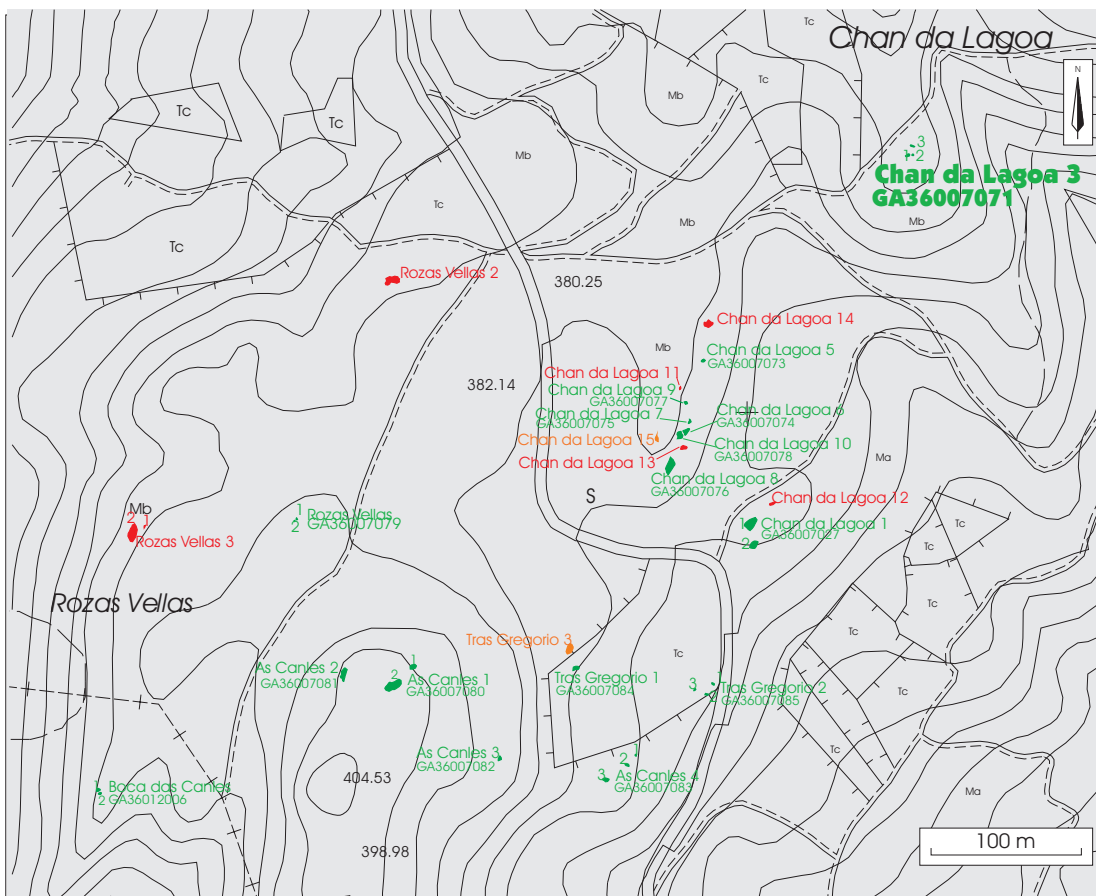 Tc
Chan da Lagoa
N
Tc
Tc
Mb
Mb
Tc
3
1 2
Chan da Lagoa 3
GA36007071
Tc
Mb
Mb
Tc
Rozas Vellas 2
380.25
Chan da Lagoa 14
Mb
Chan da Lagoa 5
GA36007073
Chan da Lagoa 11
382.14
Chan da Lagoa 9
GA36007077
Chan da Lagoa 7
GA36007075
Chan da Lagoa 6
GA36007074
Chan da Lagoa 15
Chan da Lagoa 10
GA36007078
Chan da Lagoa 13
Ma
Chan da Lagoa 8
GA36007076
S
Chan da Lagoa 12
Mb
2 1
Rozas Vellas 3
1 Rozas Vellas
2 GA36007079
1 Chan da Lagoa 1
GA36007027
2
Tc
Tc
Tc
Rozas Vellas
Tras Gregorio 3
Tc
Tc
As Canles 2
GA36007081
1
2 As Canles 1
GA36007080
Tras Gregorio 1
GA36007084
1
3 Tras Gregorio 2
2 GA36007085
Tc
Tc
As Canles 3
GA36007082
1
2
3 As Canles 4
GA36007083
404.53
1 Boca das Canles
2 GA36012006
Ma
398.98
100 m